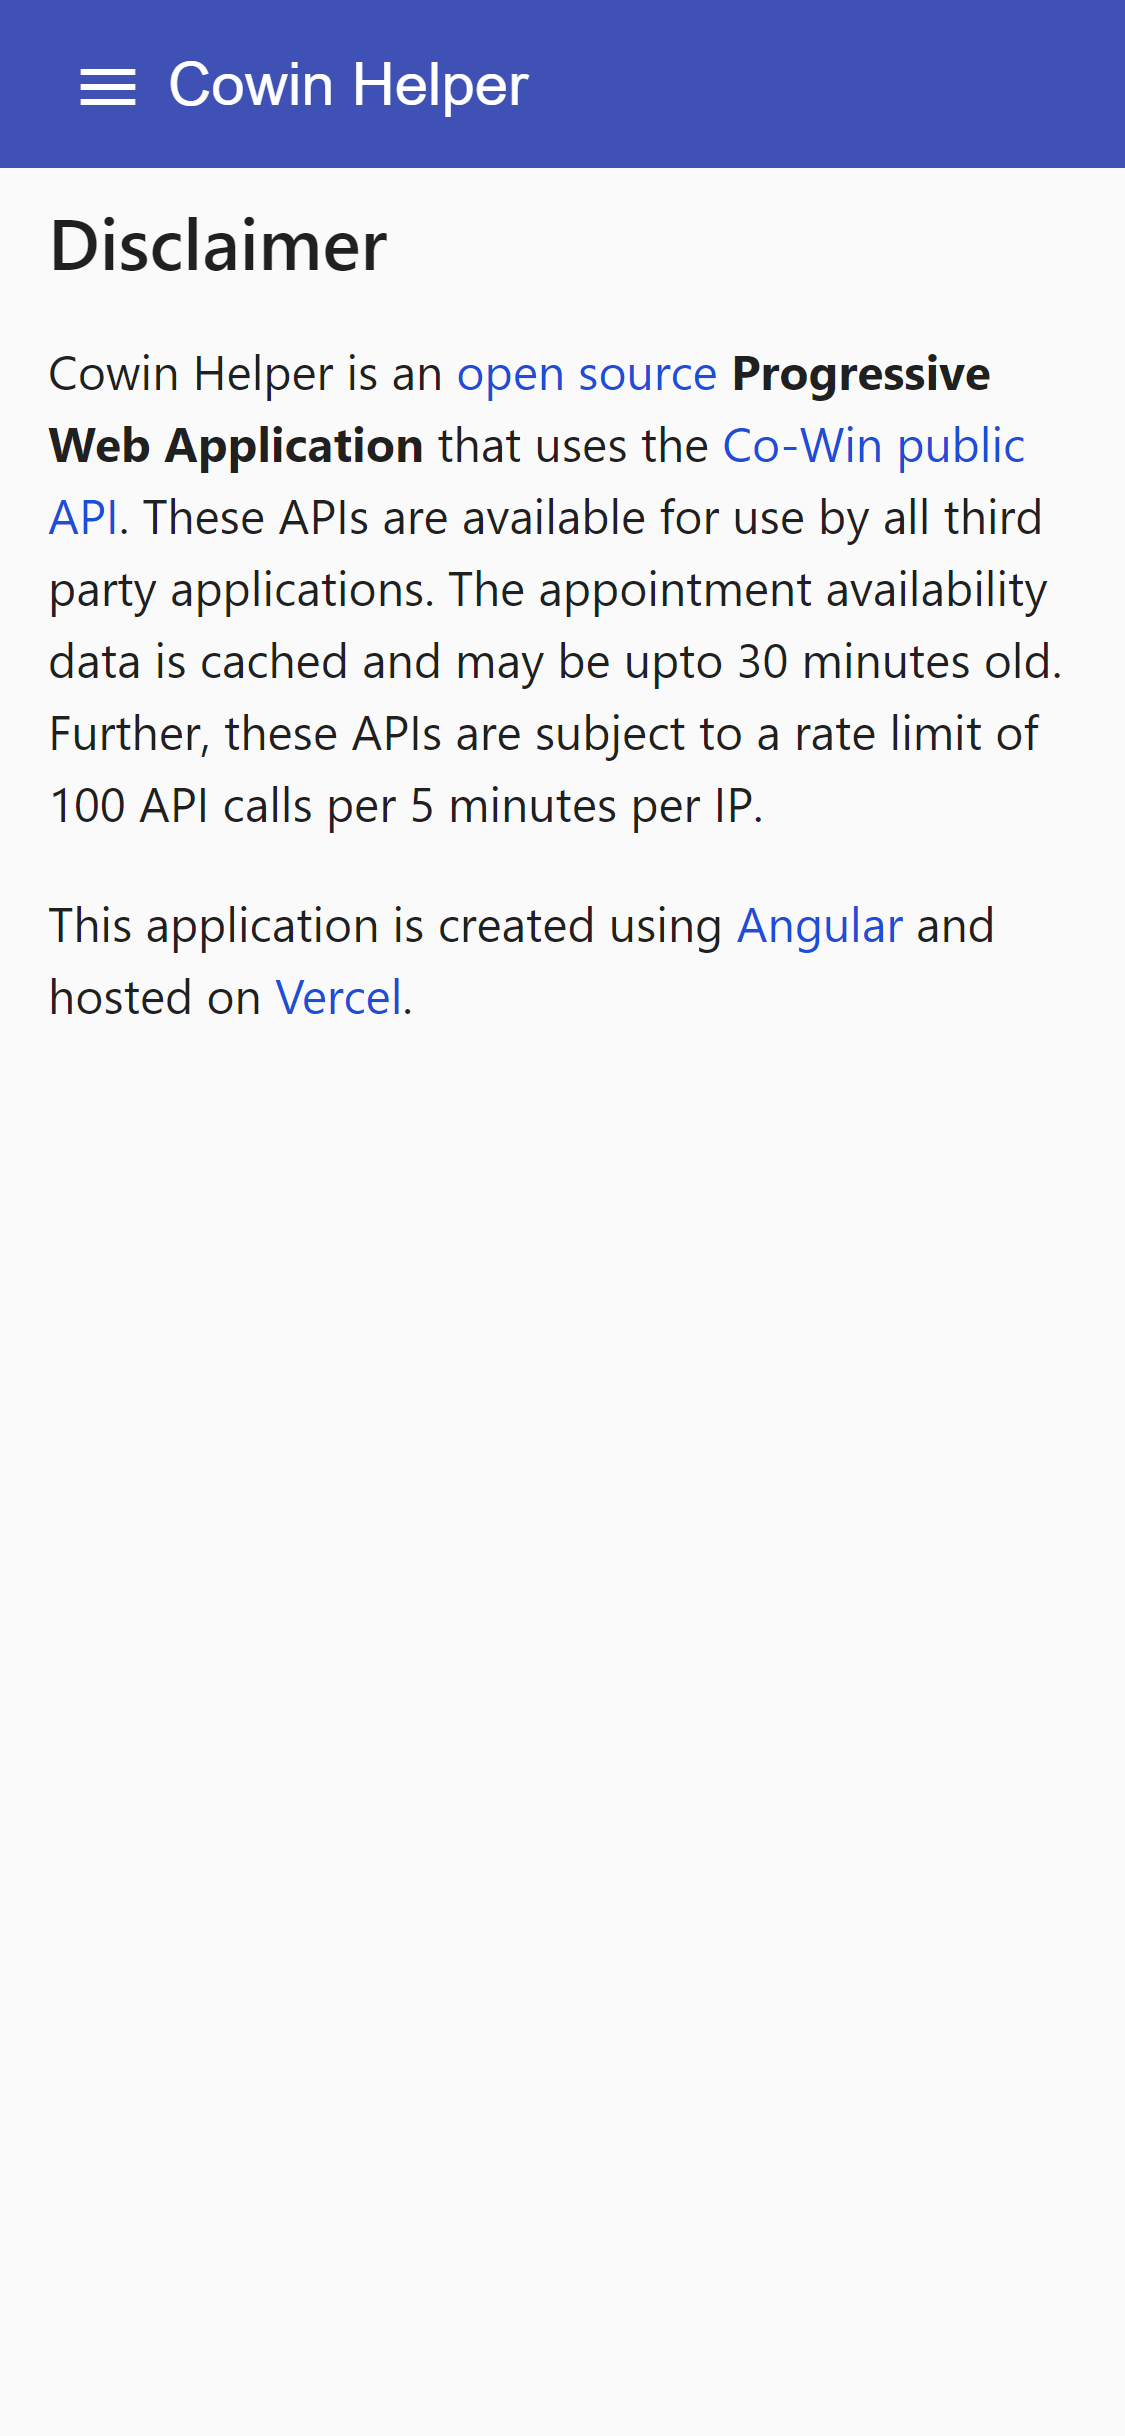 Cowin Helper
Disclaimer
Cowin Helper is an open source Progressive
Web Application that uses the Co-Win public
API. These APIs are available for use by all third
party applications. The appointment availability
data is cached and may be upto 30 minutes old.
Further, these APIs are subject to a rate limit of
100 API calls per 5 minutes per IP.
This application is created using Angular and
hosted on Vercel.